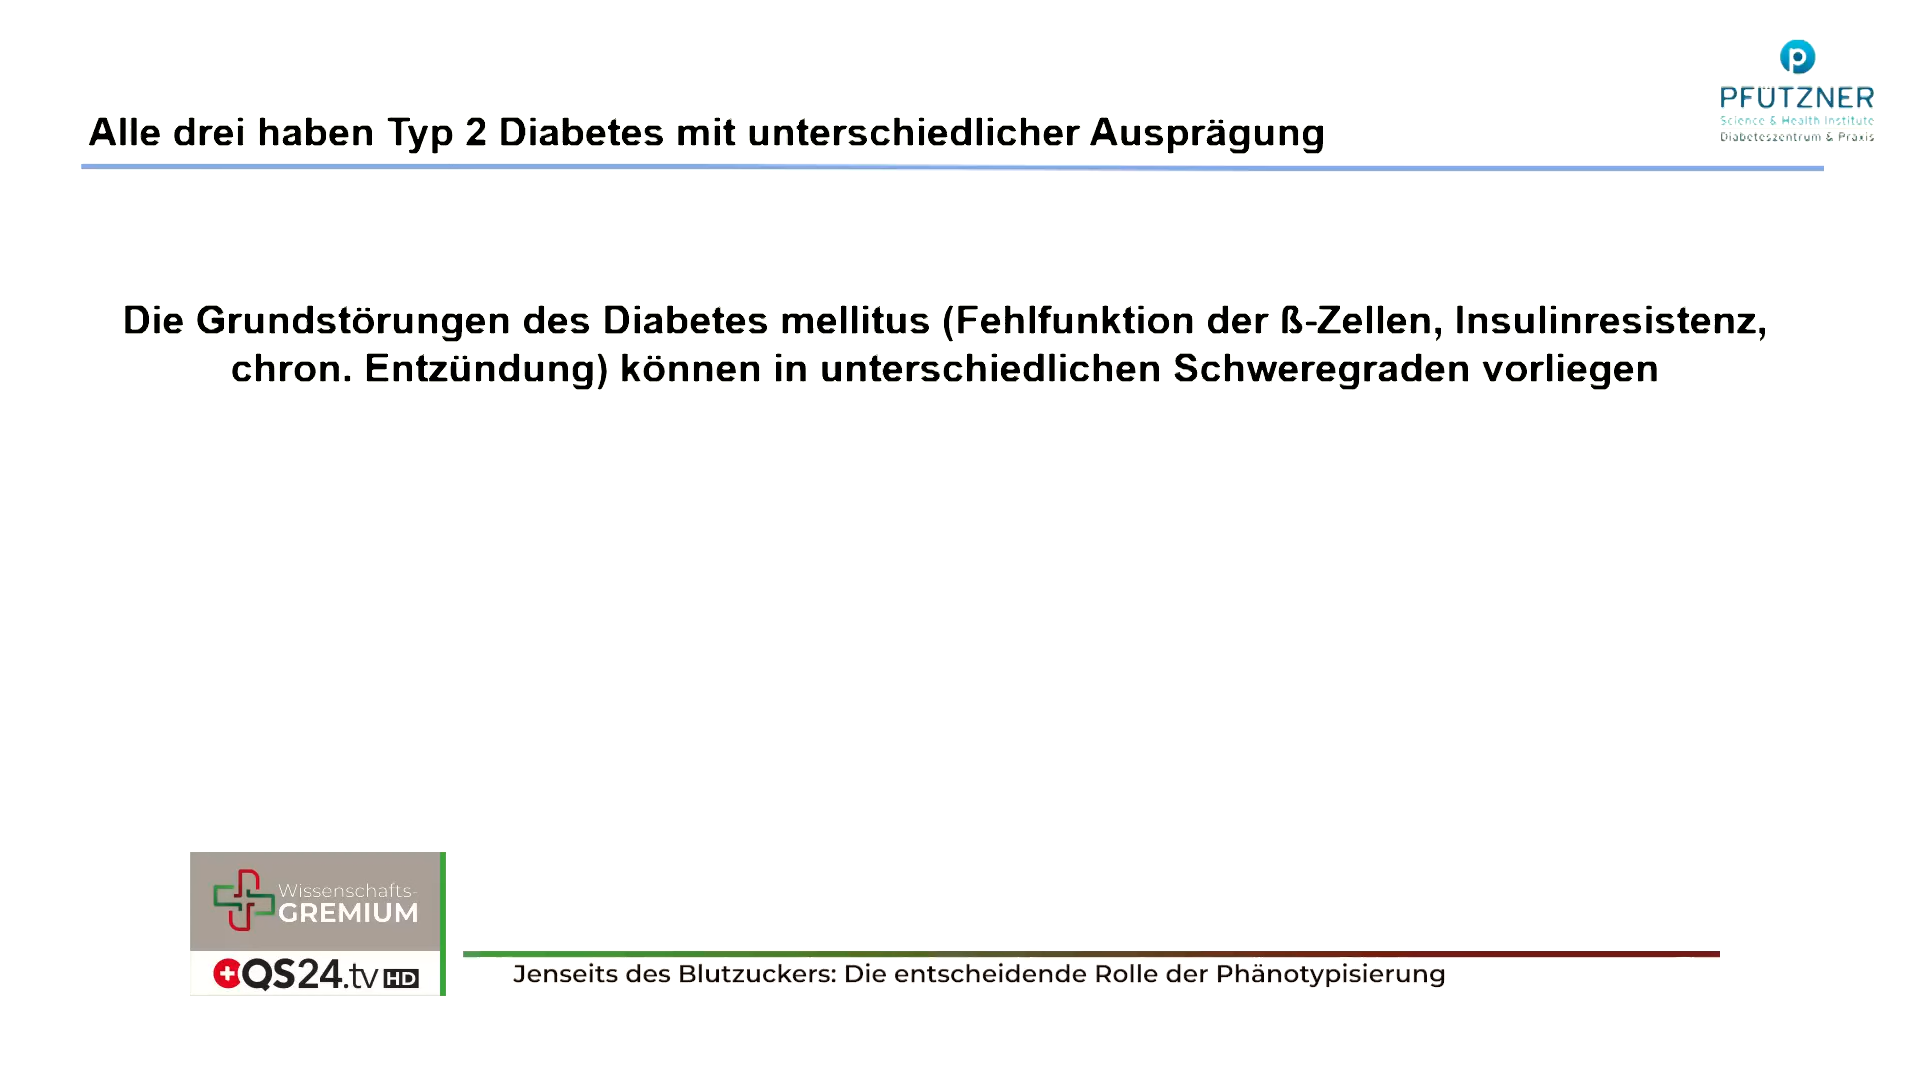 PFÜTZNER
Science & Health Institute
Diabeteszentrum & Praxis
Alle drei haben Typ 2 Diabetes mit unterschiedlicher Ausprägung
Die Grundstörungen des Diabetes mellitus (Fehlfunktion der ß-Zellen, Insulinresistenz,
chron. Entzündung) können in unterschiedlichen Schweregraden vorliegen
Wissenschafts-
GREMIUM
QS24.tv HD
Jenseits des Blutzuckers: Die entscheidende Rolle der Phänotypisierung